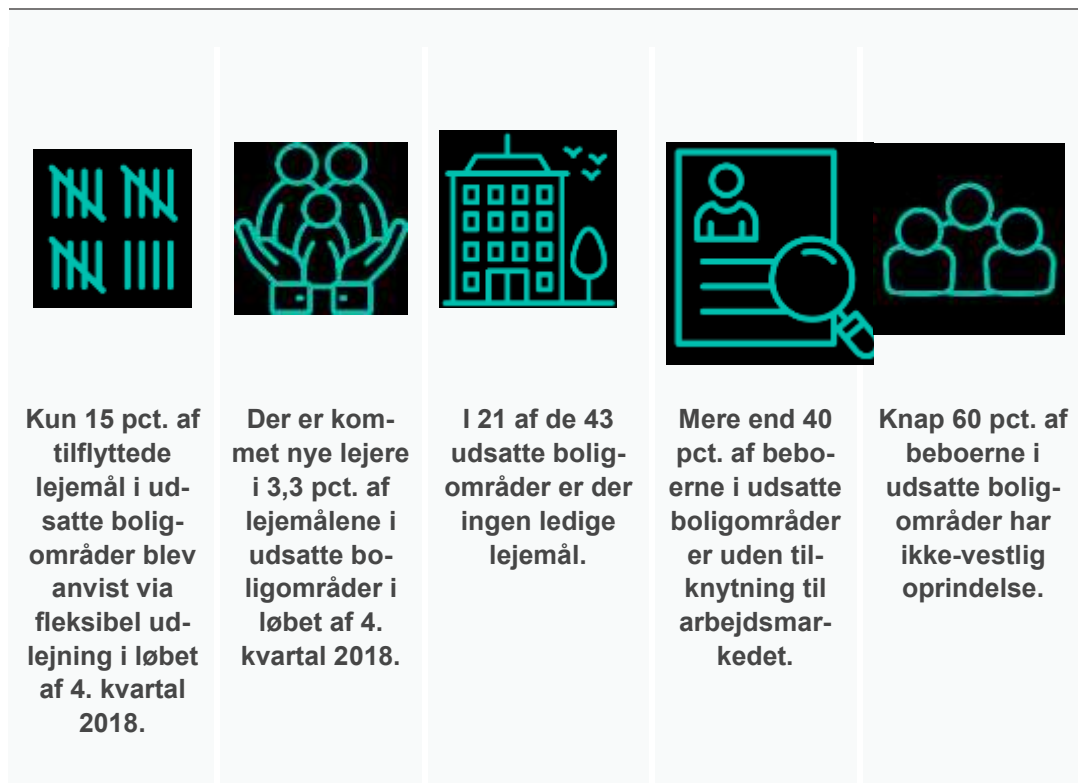 Kun 15 pct. af
tilflyttede
lejemål i ud-
satte bolig-
områder blev
anvist via
fleksibel ud-
lejning i løbet
af 4. kvartal
2018.
Der er kom-
met nye lejere
i 3,3 pct. af
lejemålene i
udsatte bo-
ligområder i
løbet af 4.
kvartal 2018.
I 21 af de 43
udsatte bolig-
områder er der
ingen ledige
lejemål.
Mere end 40
pct. af bebo-
erne i udsatte
boligområder
er uden til-
knytning til
arbejdsmar-
kedet.
Knap 60 pct. af
beboerne i
udsatte bolig-
områder har
ikke-vestlig
oprindelse.